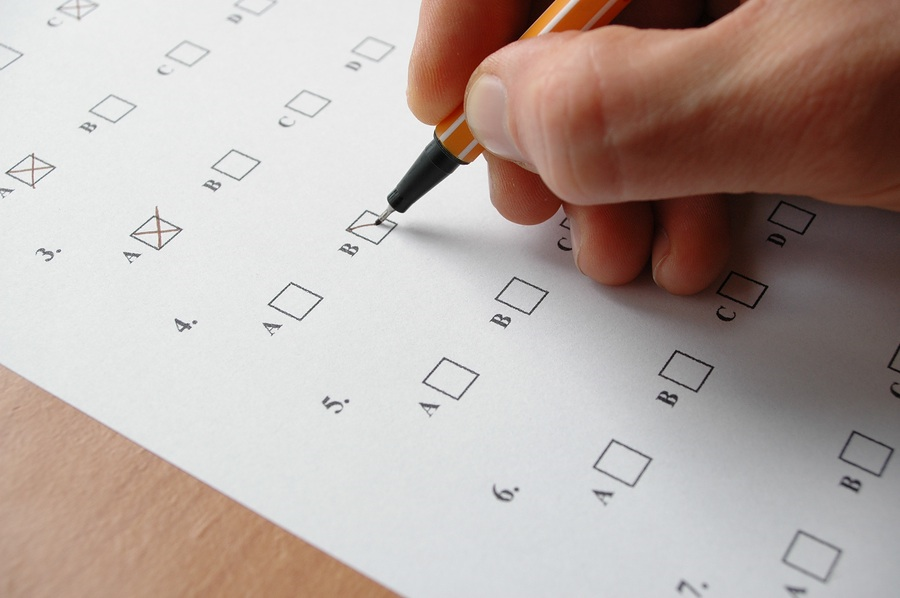 C
A B C D
3.
A B C D
4.
A B
5.
A B C
6.
A B C D
7.
A B C